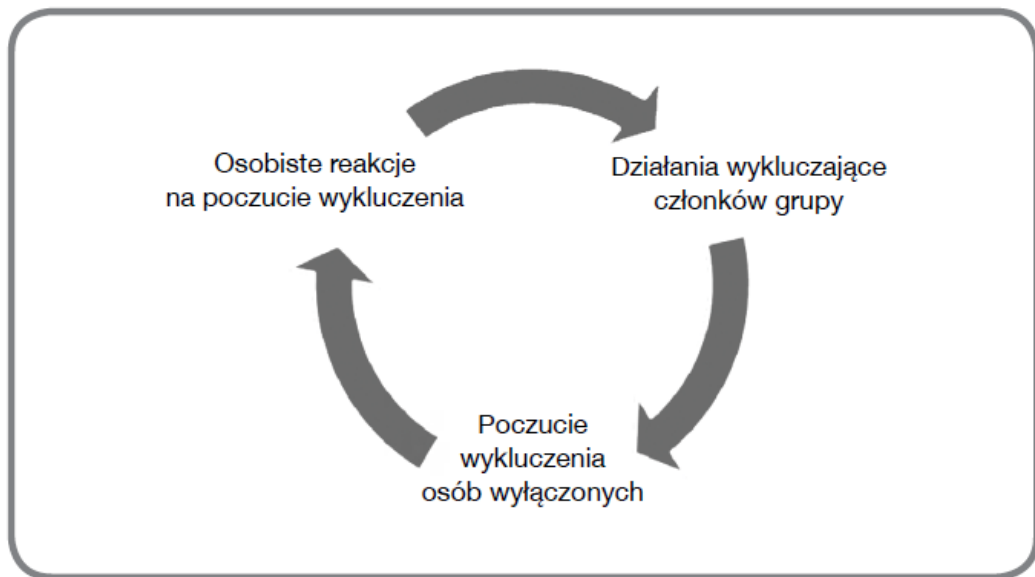 Osobiste reakcje
na poczucie wykluczenia
Działania wykluczające
członków grupy
Poczucie
wykluczenia
osób wyłączonych